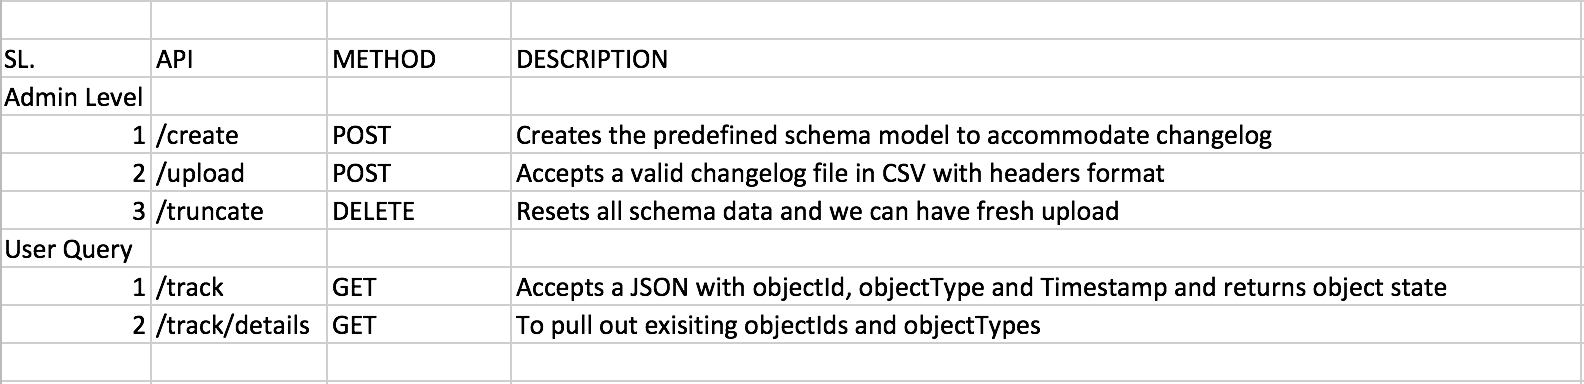 SL. API METHOD DESCRIPTION
Admin Level
1 /create POST Creates the predefined schema model to accommodate changelog
2 /upload POST Accepts a valid changelog file in CSV with headers format
3 /truncate DELETE Resets all schema data and we can have fresh upload
User Query
1 /track GET Accepts a JSON with objectId, objectType and Timestamp and returns object state
2 /track/details GET To pull out exisiting objectIds and objectTypes